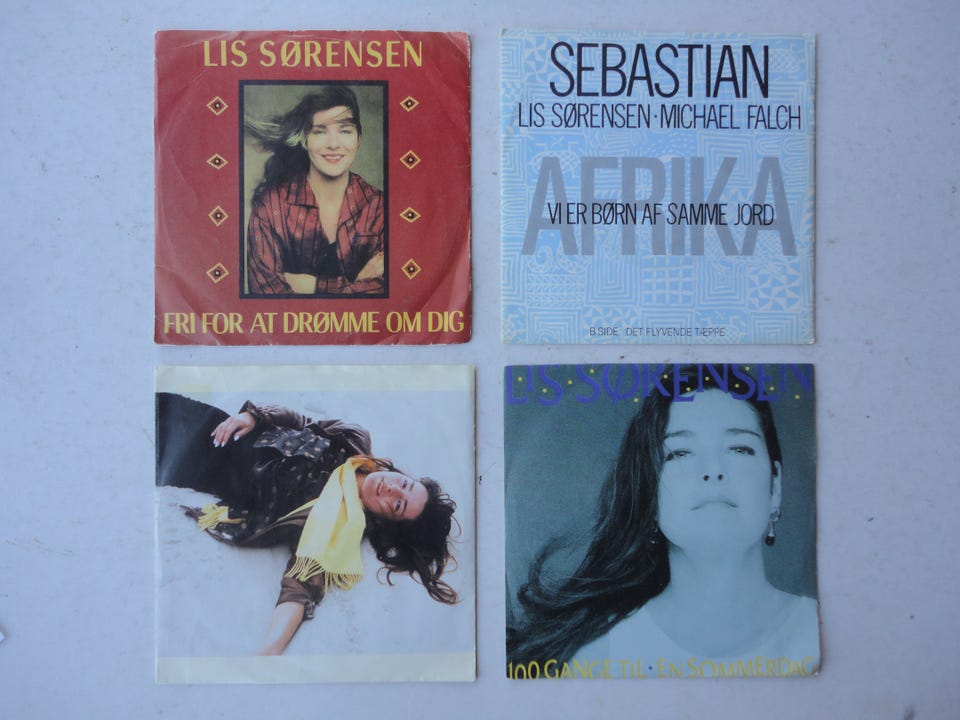 LIS SØRENSEN
FRI FOR AT DRØMME OM DIG
SEBASTIAN
LIS SØRENSEN · MICHAEL FALCH
AFRIKA
VI ER BØRN AF SAMME JORD
B SIDE: DET FLYVENDE TÆPPE
LIS SØRENSEN
100 GANGE TIL · EN SOMMERDAG